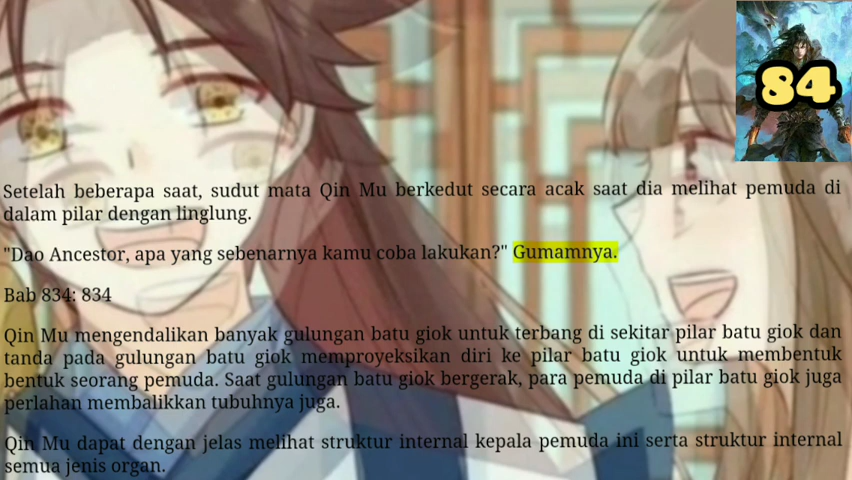 84
Setelah beberapa saat, sudut mata Qin Mu berkedut secara acak saat dia melihat pemuda di
dalam pilar dengan linglung.
"Dao Ancestor, apa yang sebenarnya kamu coba lakukan?" Gumamnya.
Bab 834: 834
Qin Mu mengendalikan banyak gulungan batu giok untuk terbang di sekitar pilar batu giok dan
tanda pada gulungan batu giok memproyeksikan diri ke pilar batu giok untuk membentuk
bentuk seorang pemuda. Saat gulungan batu giok bergerak, para pemuda di pilar batu giok juga
perlahan membalikkan tubuhnya juga.
Qin Mu dapat dengan jelas melihat struktur internal kepala pemuda ini serta struktur internal
semua jenis organ.